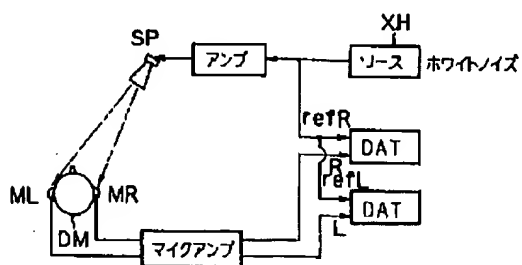 XH
SP
アンプ
ソース ホワイトノイズ
refR
DAT
R
refL
ML
MR
DAT
L
DM
マイクアンプ